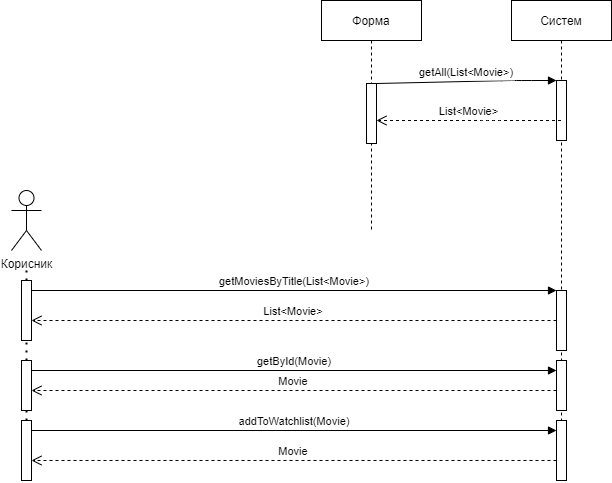 Форма
Систем
getAll(List<Movie>)
List<Movie>
Корисник
getMoviesByTitle(List<Movie>)
List<Movie>
getById(Movie)
Movie
addToWatchlist(Movie)
Movie